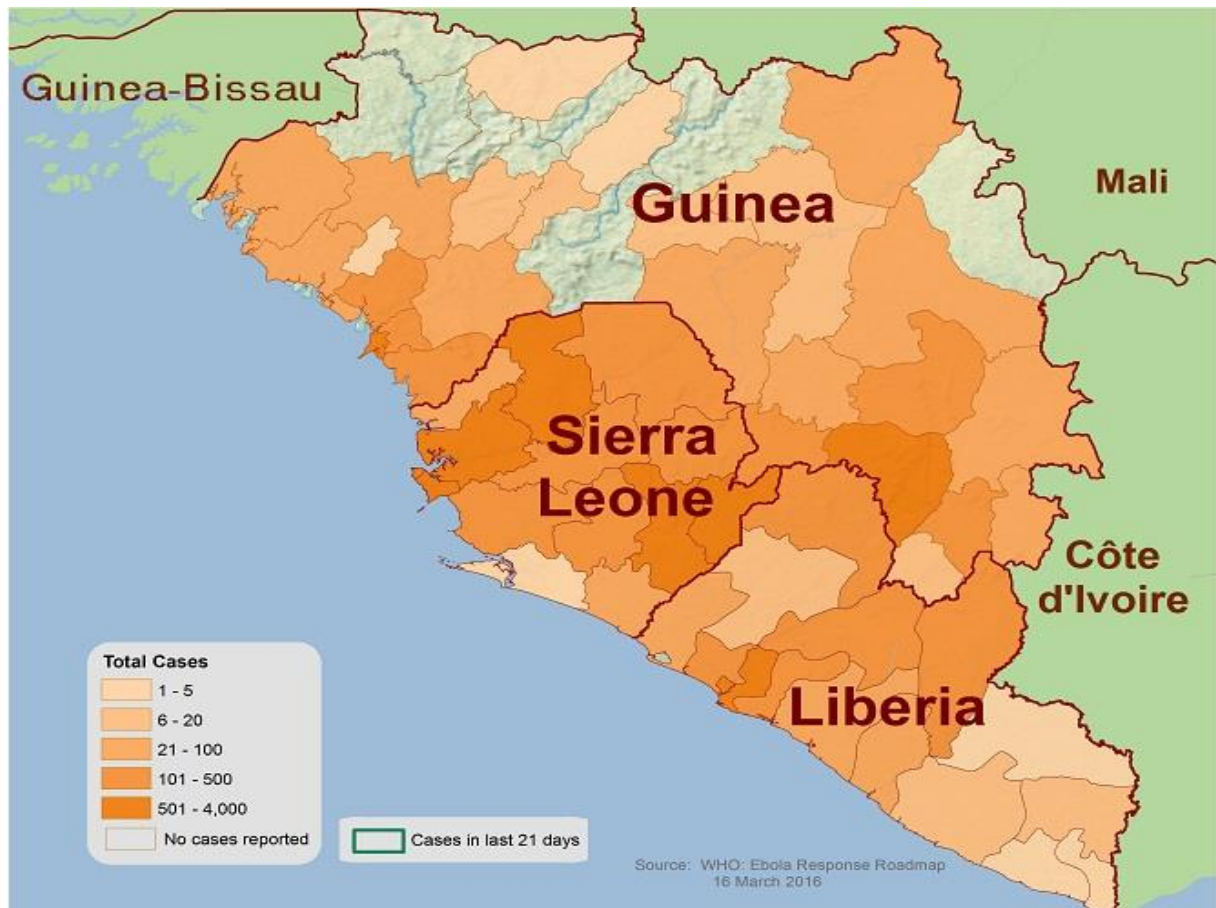 Guinea-Bissau
Mali
Guinea
Sierra
Leone
Côte
d'Ivoire
Liberia
Total Cases
1 - 5
6 - 20
21 - 100
101 - 500
501 - 4,000
No cases reported
Cases in last 21 days
Source: WHO: Ebola Response Roadmap
16 March 2016